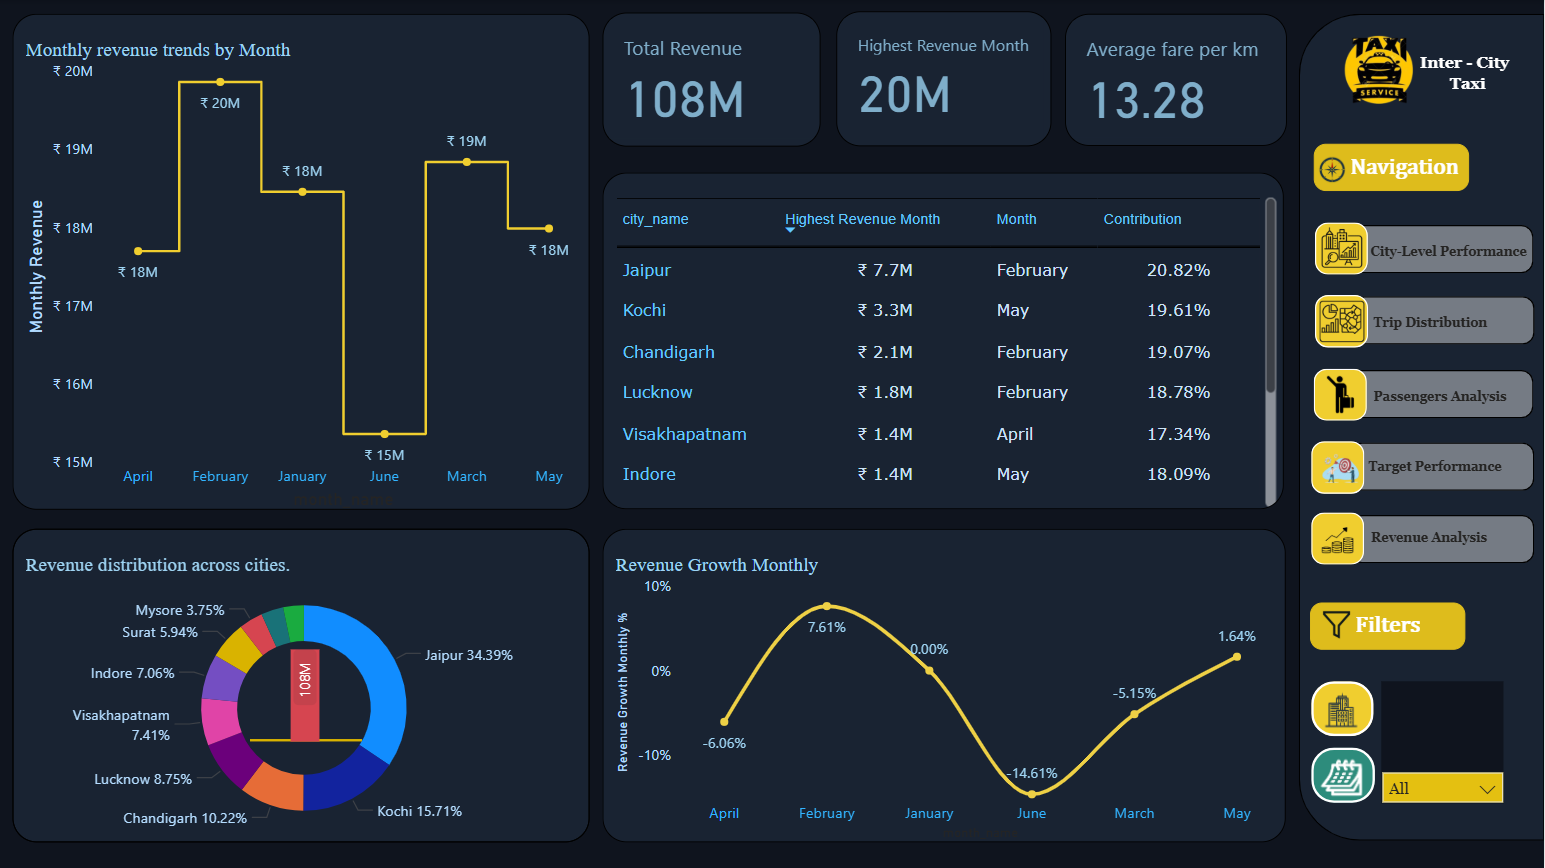 Monthly revenue trends by Month
₹ 20M
₹ 19M
₹ 18M
₹ 17M
₹ 16M
₹ 15M
Monthly Revenue
₹ 18M
₹ 20M
₹ 18M
₹ 15M
₹ 19M
₹ 18M
April February January June March May
Total Revenue
108M
Highest Revenue Month
20M
Average fare per km
13.28
city_name Highest Revenue Month Month Contribution
Jaipur ₹ 7.7M February 20.82%
Kochi ₹ 3.3M May 19.61%
Chandigarh ₹ 2.1M February 19.07%
Lucknow ₹ 1.8M February 18.78%
Visakhapatnam ₹ 1.4M April 17.34%
Indore ₹ 1.4M May 18.09%
Revenue distribution across cities.
Mysore 3.75%
Surat 5.94%
Indore 7.06%
Visakhapatnam
7.41%
Lucknow 8.75%
Chandigarh 10.22%
Kochi 15.71%
Jaipur 34.39%
108M
Revenue Growth Monthly
10%
0%
-10%
Revenue Growth Monthly %
-6.06%
7.61%
0.00%
-14.61%
-5.15%
1.64%
April February January June March May
TAXI
SERVICE
Inter - City
Taxi
Navigation
City-Level Performance
Trip Distribution
Passengers Analysis
Target Performance
Revenue Analysis
Filters
All